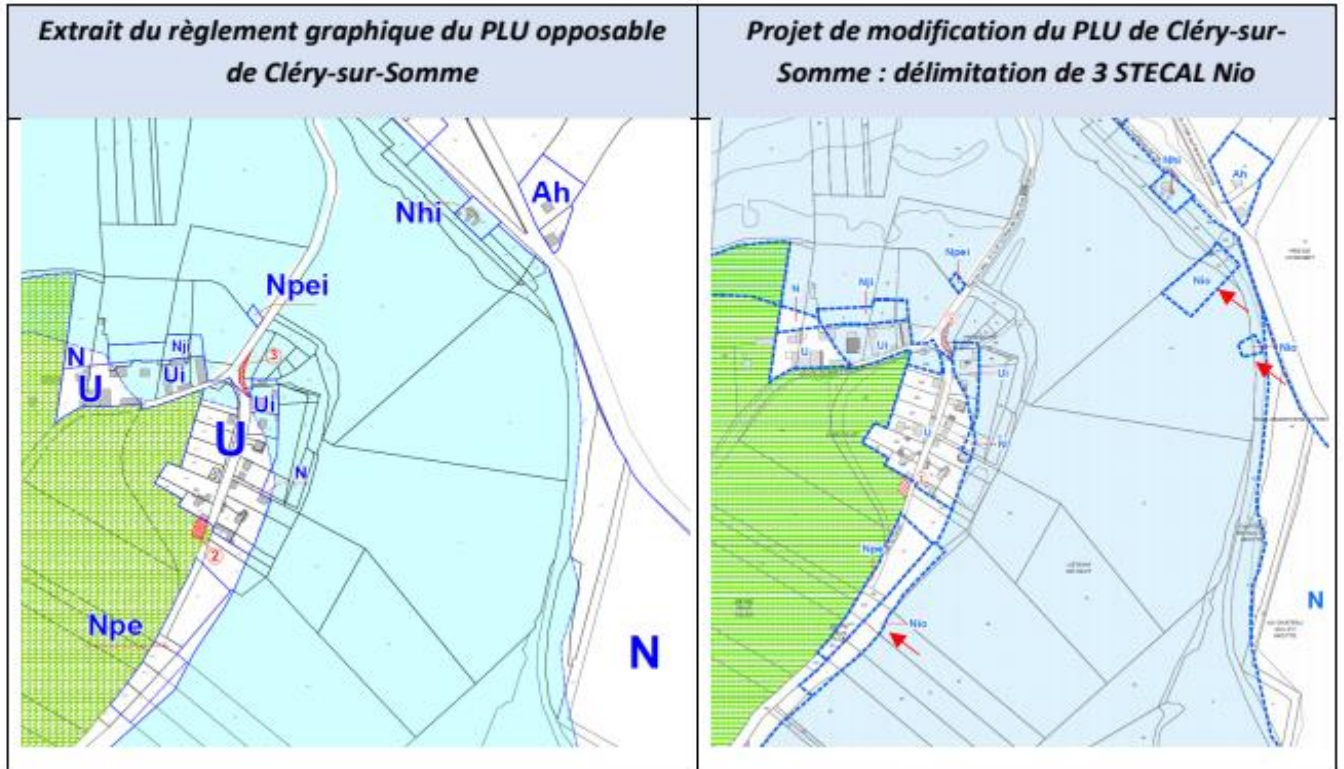 Extrait du règlement graphique du PLU opposable
de Cléry-sur-Somme
Projet de modification du PLU de Cléry-sur-
Somme : délimitation de 3 STECAL Nio
Ah
Nhi
Npei
3
N
Nji
Ui
U
Ui
U
N
2
Npe
N
Nhi
Ah
Nio
Npei
N
Nji
Nio
U
Ui
Ui
U
N
Npe
N
Nio